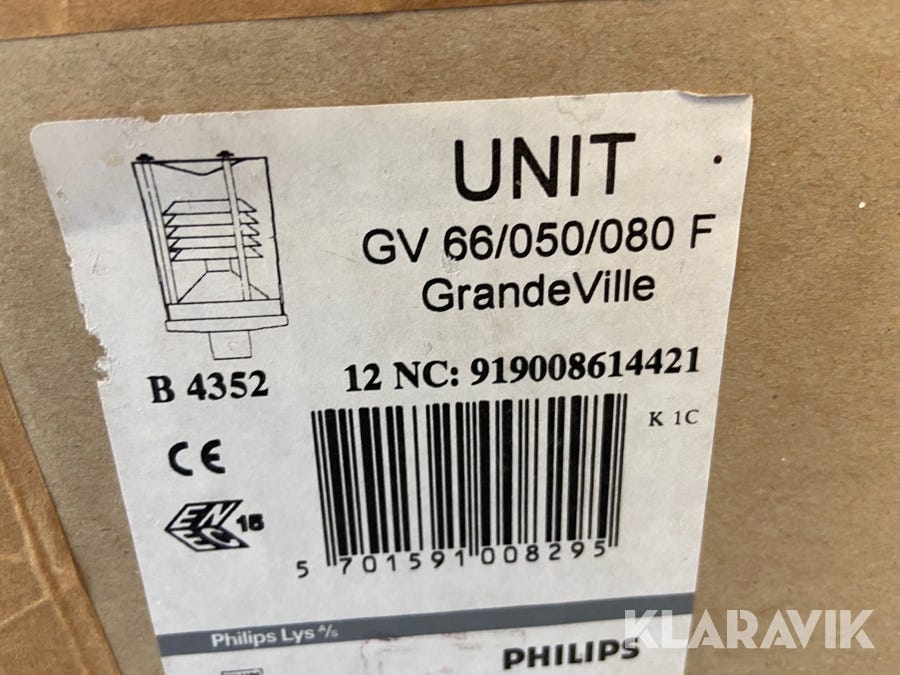 UNIT
GV 66/050/080 F
GrandeVille
B 4352
12 NC: 919008614421
K 1C
CE
ENEC 15
5 701591 008295
Philips Lys A/S
PHILIPS
KLARAVIK